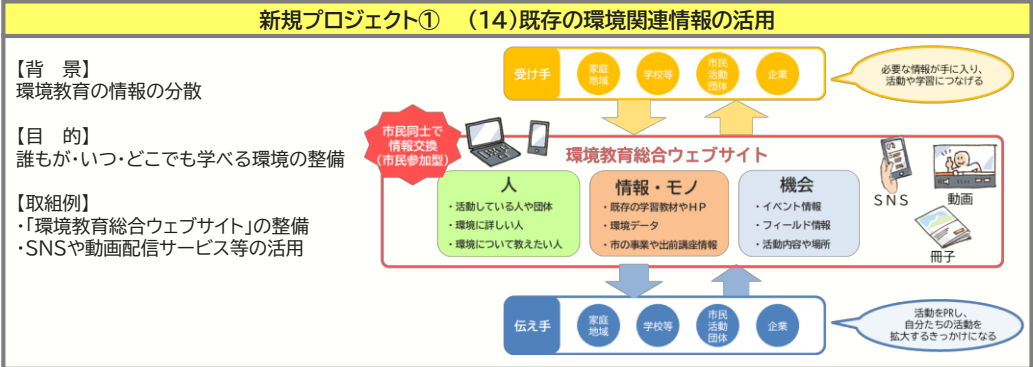 新規プロジェクト① （14）既存の環境関連情報の活用
【背　景】
環境教育の情報の分散
【目　的】
誰もが・いつ・どこでも学べる環境の整備
【取組例】
・「環境教育総合ウェブサイト」の整備
・SNSや動画配信サービス等の活用
受け手
家庭
地域
学校等
市民
活動
団体
企業
必要な情報が手に入り、
活動や学習につなげる
市民同士で
情報交換
（市民参加型）
環境教育総合ウェブサイト
人
・活動している人や団体
・環境に詳しい人
・環境について教えたい人
情報・モノ
・既存の学習教材やHP
・環境データ
・市の事業や出前講座情報
機会
・イベント情報
・フィールド情報
・活動内容や場所
SNS
動画
冊子
伝え手
家庭
地域
学校等
市民
活動
団体
企業
活動をPRし、
自分たちの活動を
拡大するきっかけになる